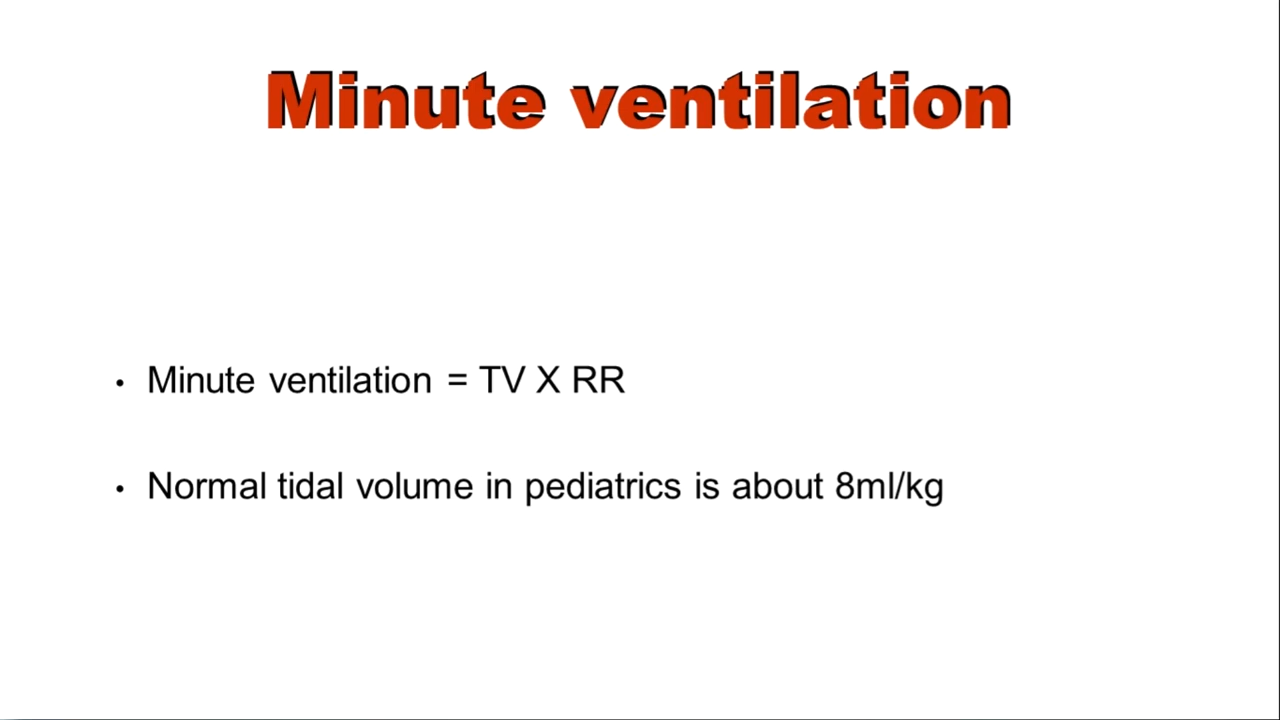 Minute ventilation
• Minute ventilation = TV X RR
• Normal tidal volume in pediatrics is about 8ml/kg